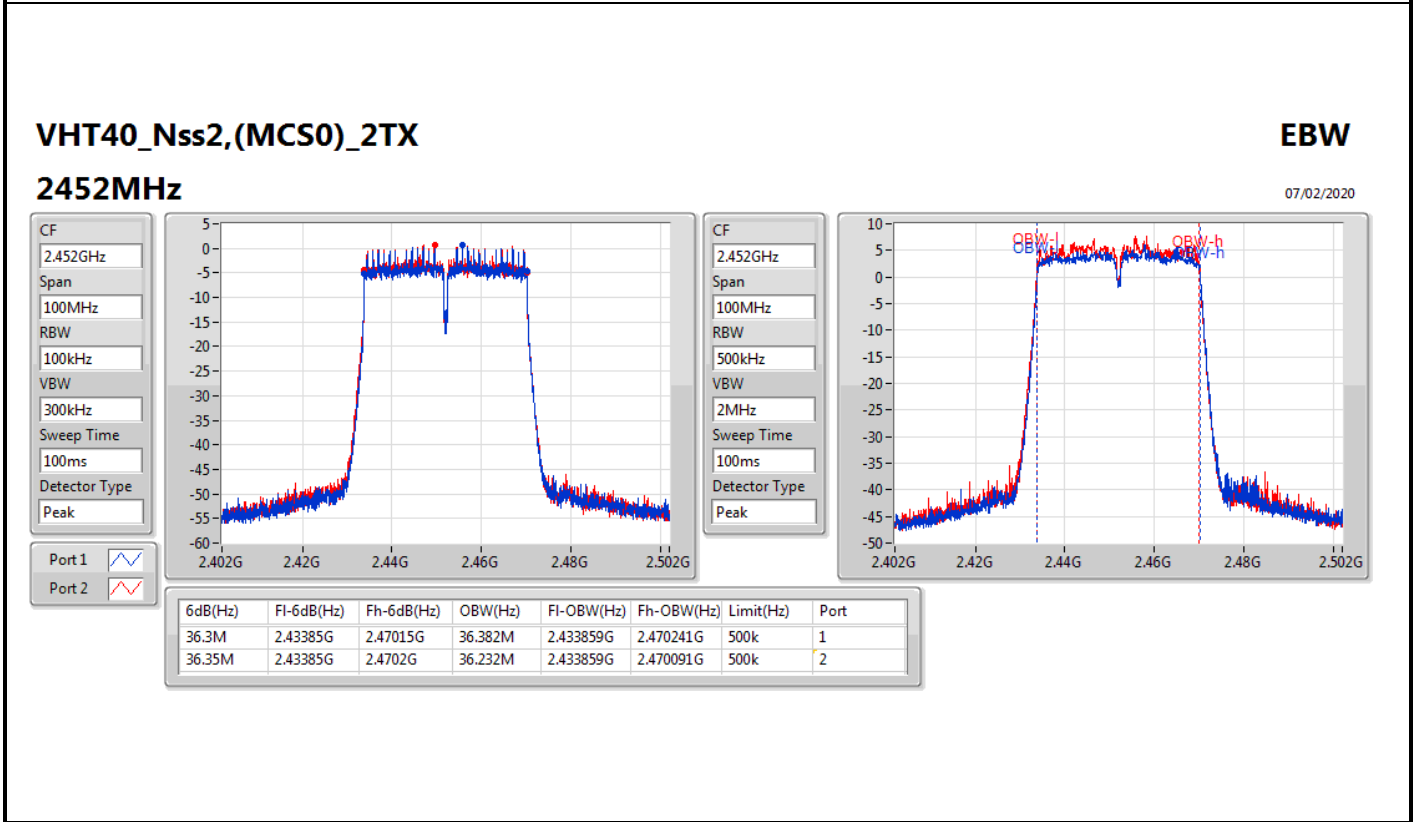 VHT40_Nss2,(MCS0)_2TX
EBW
2452MHz
07/02/2020
CF
2.452GHz
Span
100MHz
RBW
100kHz
VBW
300kHz
Sweep Time
100ms
Detector Type
Peak
Port 1
Port 2
5
0
-5
-10
-15
-20
-25
-30
-35
-40
-45
-50
-55
-60
2.402G 2.42G 2.44G 2.46G 2.48G 2.502G
CF
2.452GHz
Span
100MHz
RBW
500kHz
VBW
2MHz
Sweep Time
100ms
Detector Type
Peak
10
5
0
-5
-10
-15
-20
-25
-30
-35
-40
-45
-50
OBW-l
OBW-h
2.402G 2.42G 2.44G 2.46G 2.48G 2.502G
6dB(Hz) Fl-6dB(Hz) Fh-6dB(Hz) OBW(Hz) Fl-OBW(Hz) Fh-OBW(Hz) Limit(Hz) Port
36.3M 2.43385G 2.47015G 36.382M 2.433859G 2.470241G 500k 1
36.35M 2.43385G 2.4702G 36.232M 2.433859G 2.470091G 500k 2